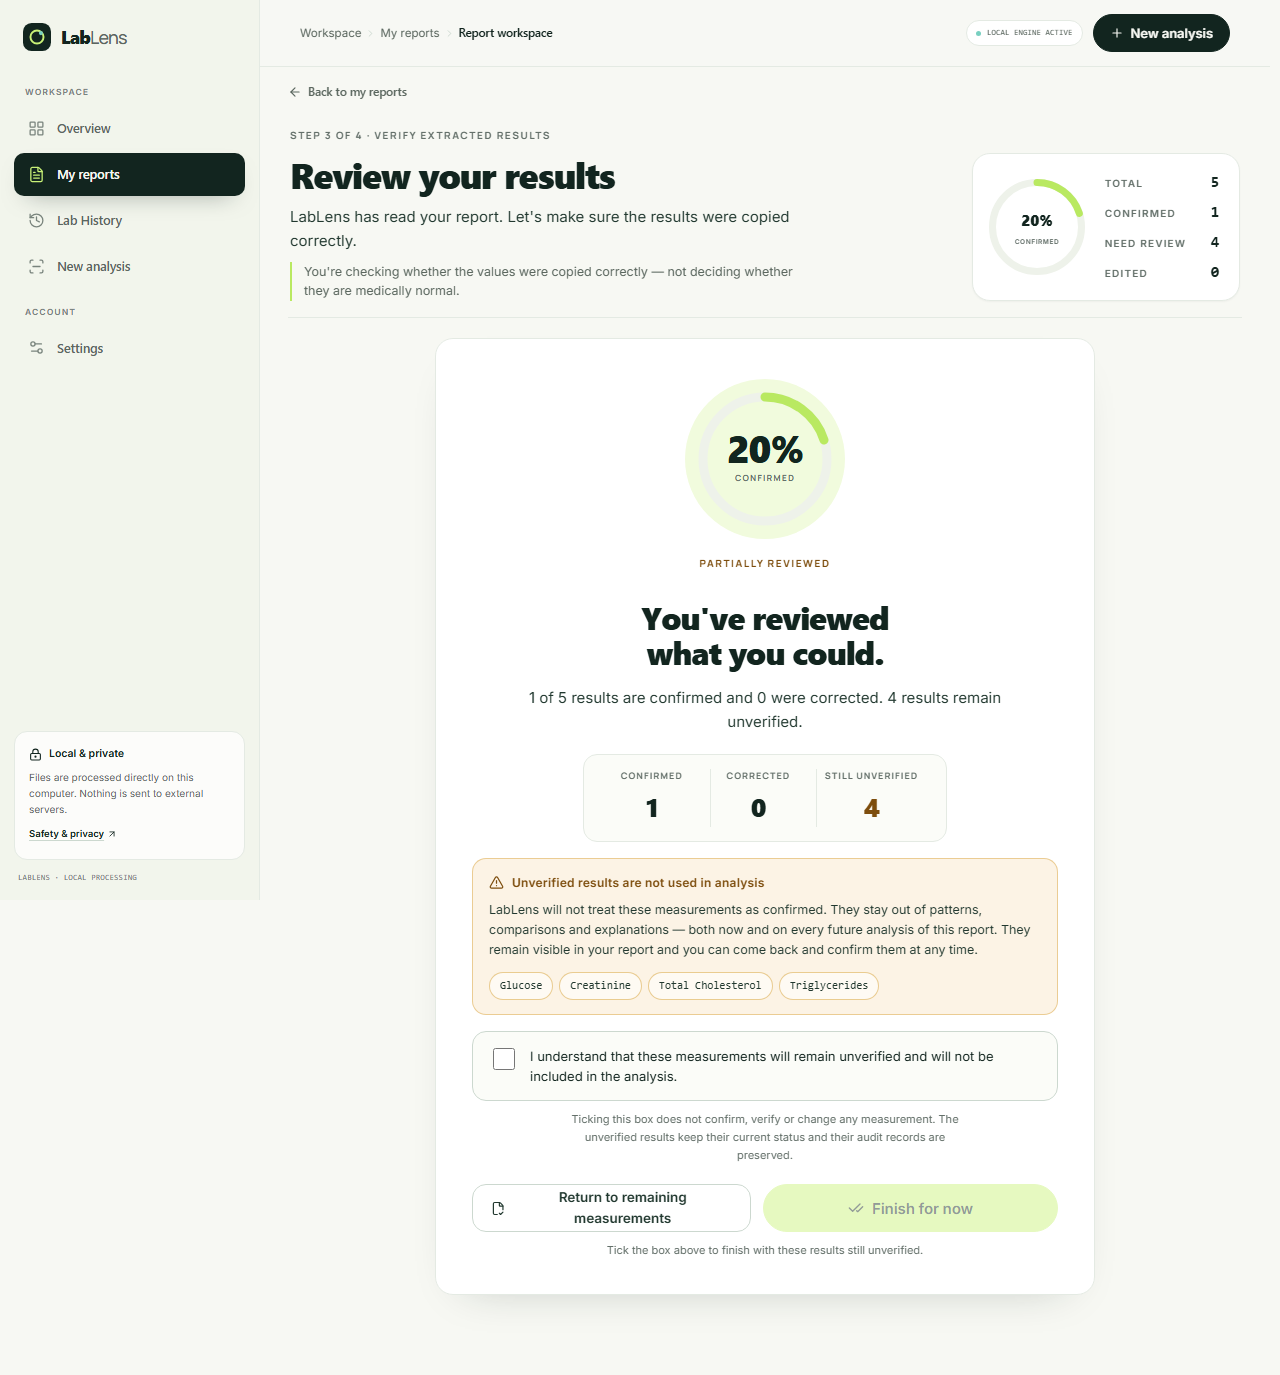 LabLens
WORKSPACE
Overview
My reports
Lab History
New analysis
ACCOUNT
Settings
Local & private
Files are processed directly on this
computer. Nothing is sent to external
servers.
Safety & privacy
LABLENS · LOCAL PROCESSING
Workspace
My reports
Report workspace
LOCAL ENGINE ACTIVE
New analysis
Back to my reports
STEP 3 OF 4 · VERIFY EXTRACTED RESULTS
Review your results
LabLens has read your report. Let's make sure the results were copied
correctly.
You're checking whether the values were copied correctly — not deciding whether
they are medically normal.
20%
CONFIRMED
TOTAL 5
CONFIRMED 1
NEED REVIEW 4
EDITED 0
20%
CONFIRMED
PARTIALLY REVIEWED
You've reviewed
what you could.
1 of 5 results are confirmed and 0 were corrected. 4 results remain
unverified.
CONFIRMED
1
CORRECTED
0
STILL UNVERIFIED
4
Unverified results are not used in analysis
LabLens will not treat these measurements as confirmed. They stay out of patterns,
comparisons and explanations — both now and on every future analysis of this report. They
remain visible in your report and you can come back and confirm them at any time.
Glucose
Creatinine
Total Cholesterol
Triglycerides
I understand that these measurements will remain unverified and will not be
included in the analysis.
Ticking this box does not confirm, verify or change any measurement. The
unverified results keep their current status and their audit records are
preserved.
Return to remaining
measurements
Finish for now
Tick the box above to finish with these results still unverified.